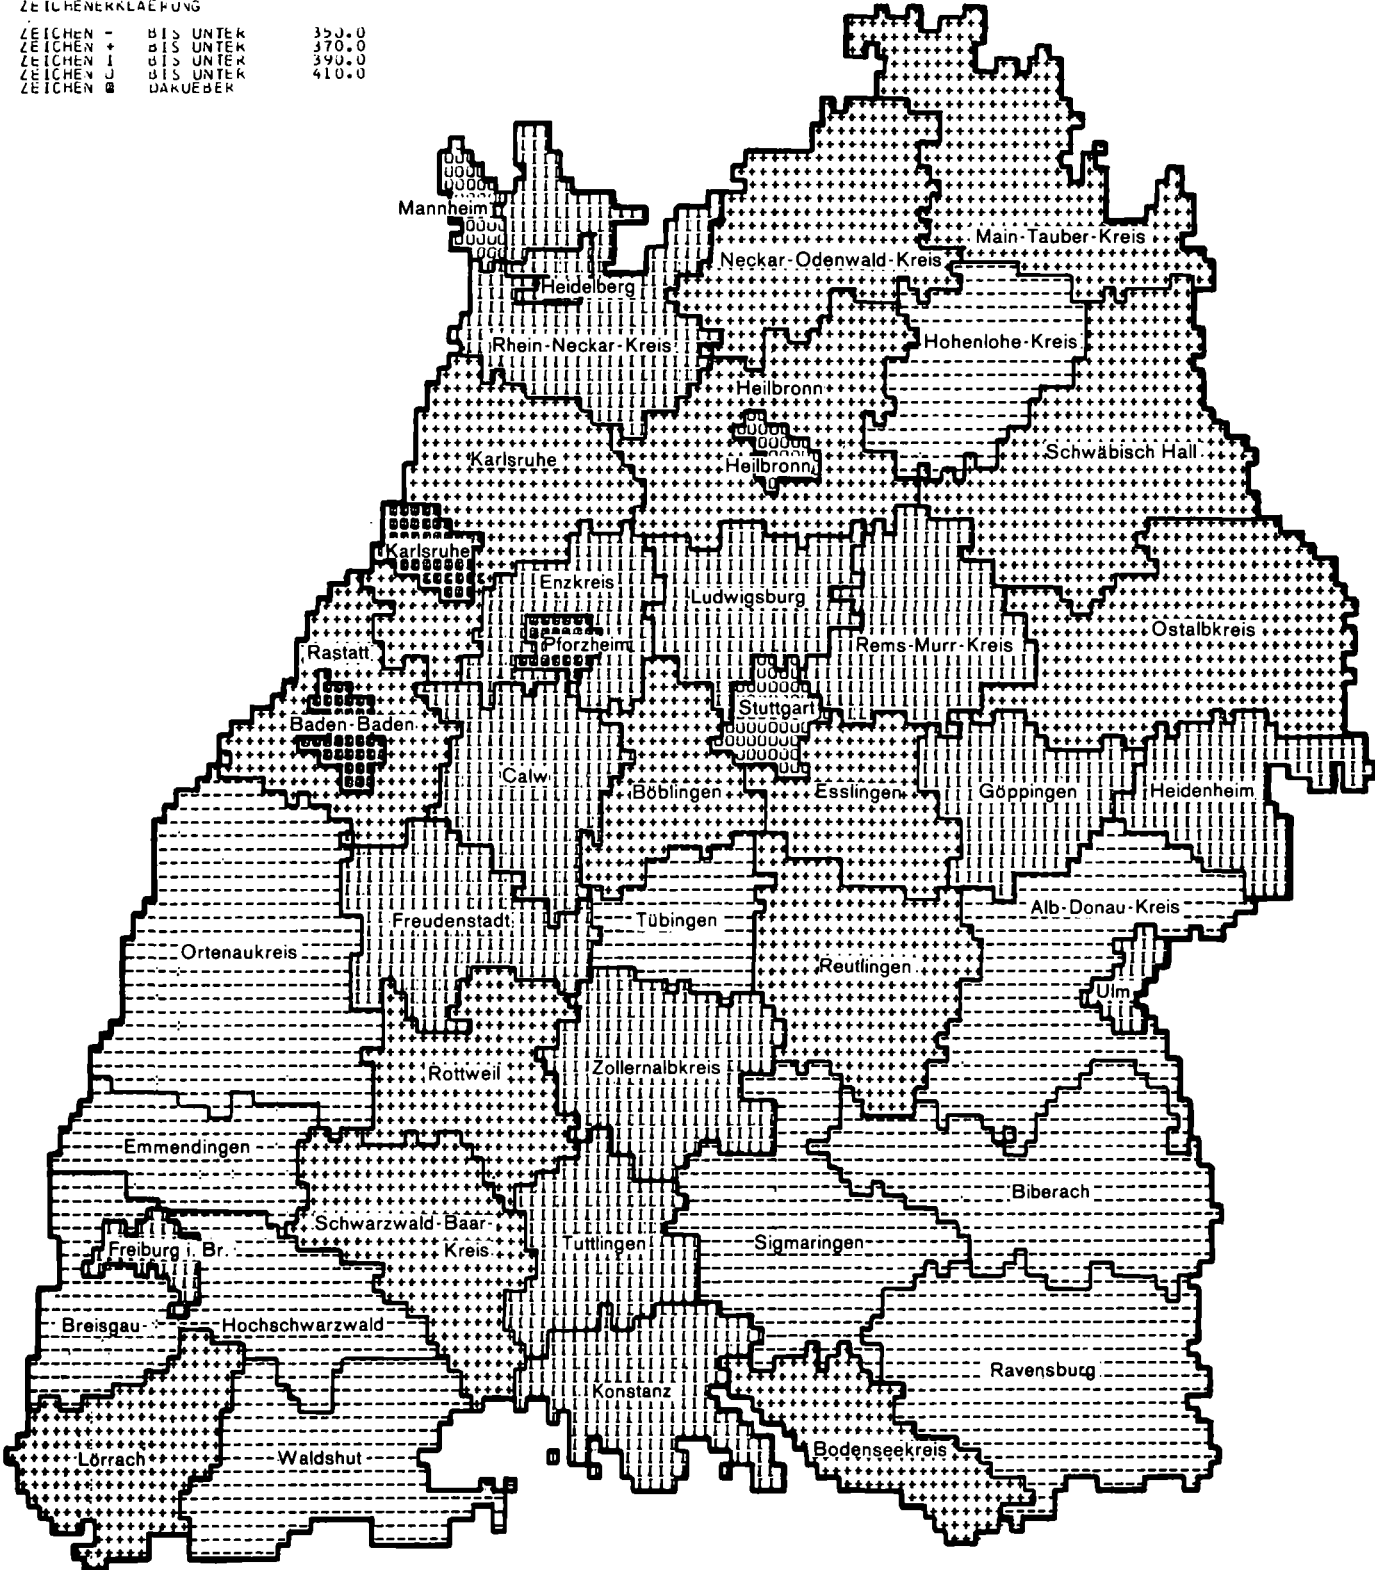 ZEICHENERKLAERUNG
ZEICHEN - BIS UNTER 350.0
ZEICHEN + BIS UNTER 370.0
ZEICHEN I BIS UNTER 390.0
ZEICHEN O BIS UNTER 410.0
ZEICHEN DARUEBER
Mannheim
Main-Tauber-Kreis
Neckar-Odenwald-Kreis
Heidelberg
Rhein-Neckar-Kreis
Hohenlohe-Kreis
Heilbronn
Karlsruhe
Heilbronn
Schwäbisch Hall
Karlsruhe
Enzkreis
Ludwigsburg
Pforzheim
Rems-Murr-Kreis
Ostalbkreis
Rastatt
Baden-Baden
Stuttgart
Calw
Böblingen
Esslingen
Göppingen
Heidenheim
Freudenstadt
Tübingen
Alb-Donau-Kreis
Ortenaukreis
Reutlingen
Ulm
Rottweil
Zollernalbkreis
Emmendingen
Biberach
Schwarzwald-Baar-
Kreis
Freiburg i. Br.
Tuttlingen
Sigmaringen
Breisgau-Hochschwarzwald
Ravensburg
Konstanz
Lörrach
Waldshut
Bodenseekreis